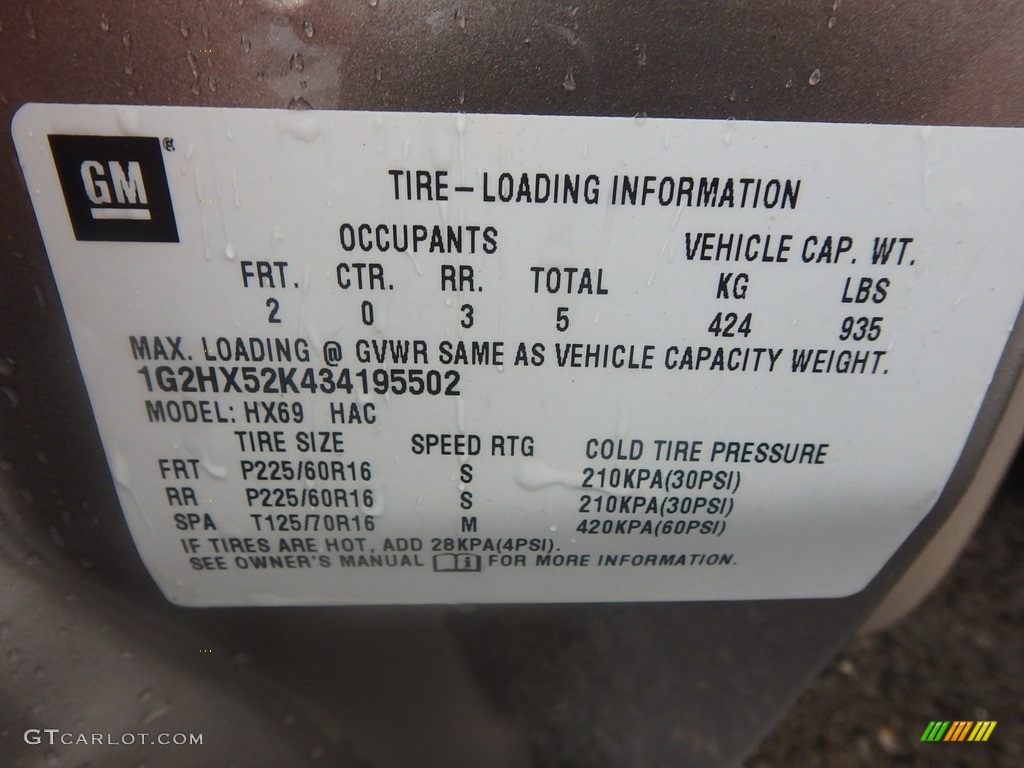 GM®
TIRE-LOADING INFORMATION
OCCUPANTS VEHICLE CAP. WT.
FRT. CTR. RR. TOTAL KG LBS
2 0 3 5 424 935
MAX. LOADING @ GVWR SAME AS VEHICLE CAPACITY WEIGHT.
1G2HX52K434195502
MODEL: HX69 HAC
TIRE SIZE SPEED RTG COLD TIRE PRESSURE
FRT P225/60R16 S 210KPA(30PSI)
RR P225/60R16 S 210KPA(30PSI)
SPA T125/70R16 M 420KPA(60PSI)
IF TIRES ARE HOT, ADD 28KPA(4PSI).
SEE OWNER'S MANUAL i FOR MORE INFORMATION.
GTCARLOT.COM